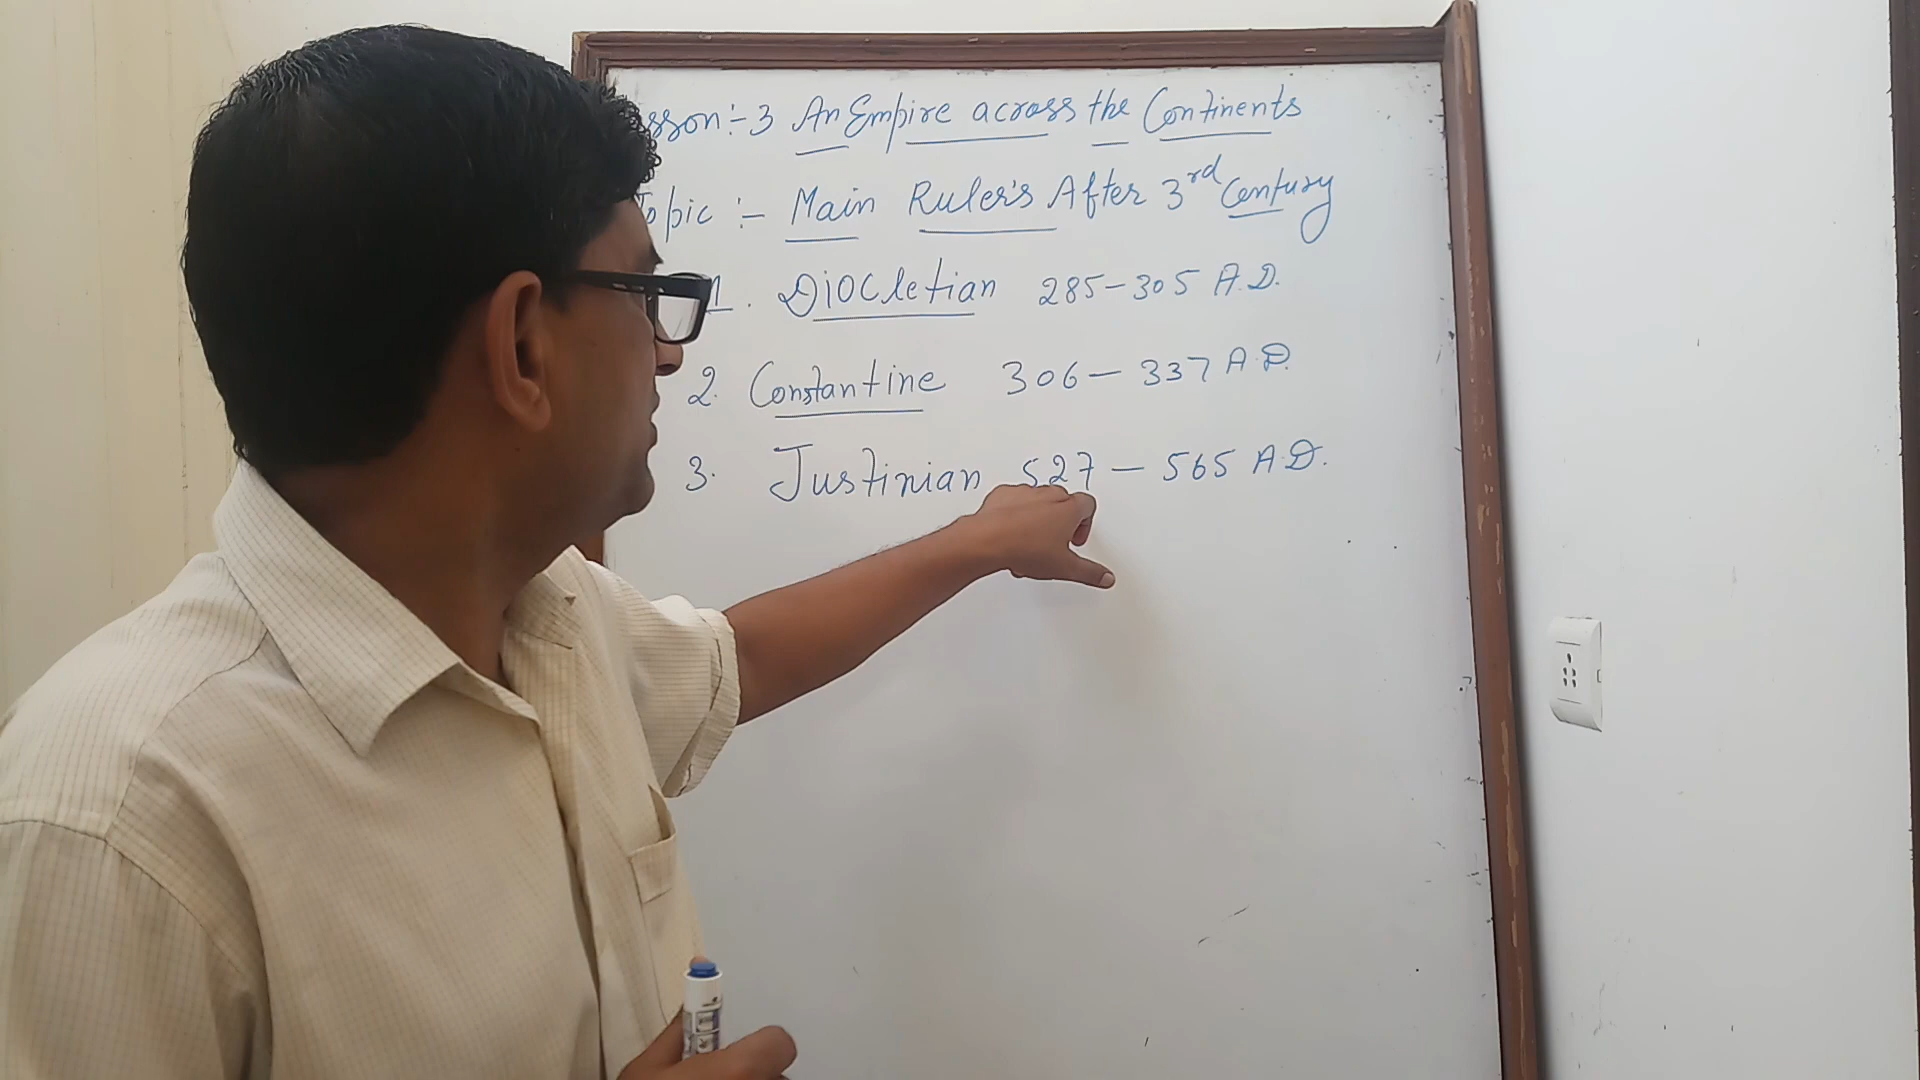 sson:- 3 An Empire across the Continents
Topic :- Main Ruler's After 3rd Century
1. Diocletian 285-305 A.D.
2. Constantine 306-337 A.D.
3. Justinian 527-565 A.D.